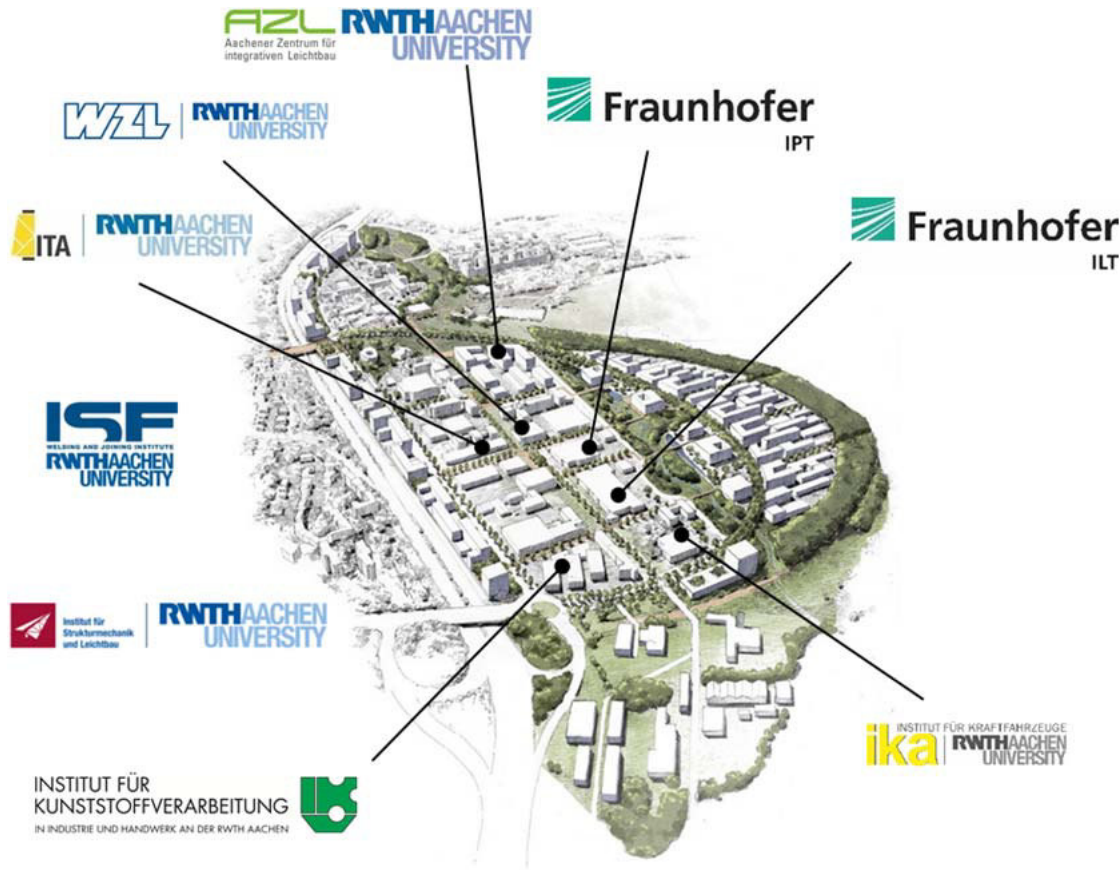 AZL RWTHAACHEN
Aachener Zentrum für
integrativen Leichtbau
UNIVERSITY
WZL RWTHAACHEN
UNIVERSITY
Fraunhofer
IPT
ITA RWTHAACHEN
UNIVERSITY
Fraunhofer
ILT
ISF
WELDING AND JOINING INSTITUTE
RWTHAACHEN
UNIVERSITY
Institut für
Strukturmechanik
und Leichtbau
RWTHAACHEN
UNIVERSITY
INSTITUT FÜR KRAFTFAHRZEUGE
ika RWTHAACHEN
UNIVERSITY
INSTITUT FÜR
KUNSTSTOFFVERARBEITUNG
IN INDUSTRIE UND HANDWERK AN DER RWTH AACHEN
IKV